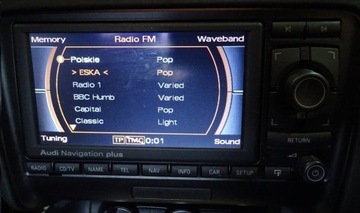 Memory Radio FM Waveband
Polskie Pop
> ESKA < Pop
Radio 1 Varied
BBC Humb Varied
Capital Pop
Classic Light
Tuning TP TMC 0:01 Sound
Audi Navigation plus
RETURN
RADIO CD/TV NAME TEL NAV INFO CAR SETUP